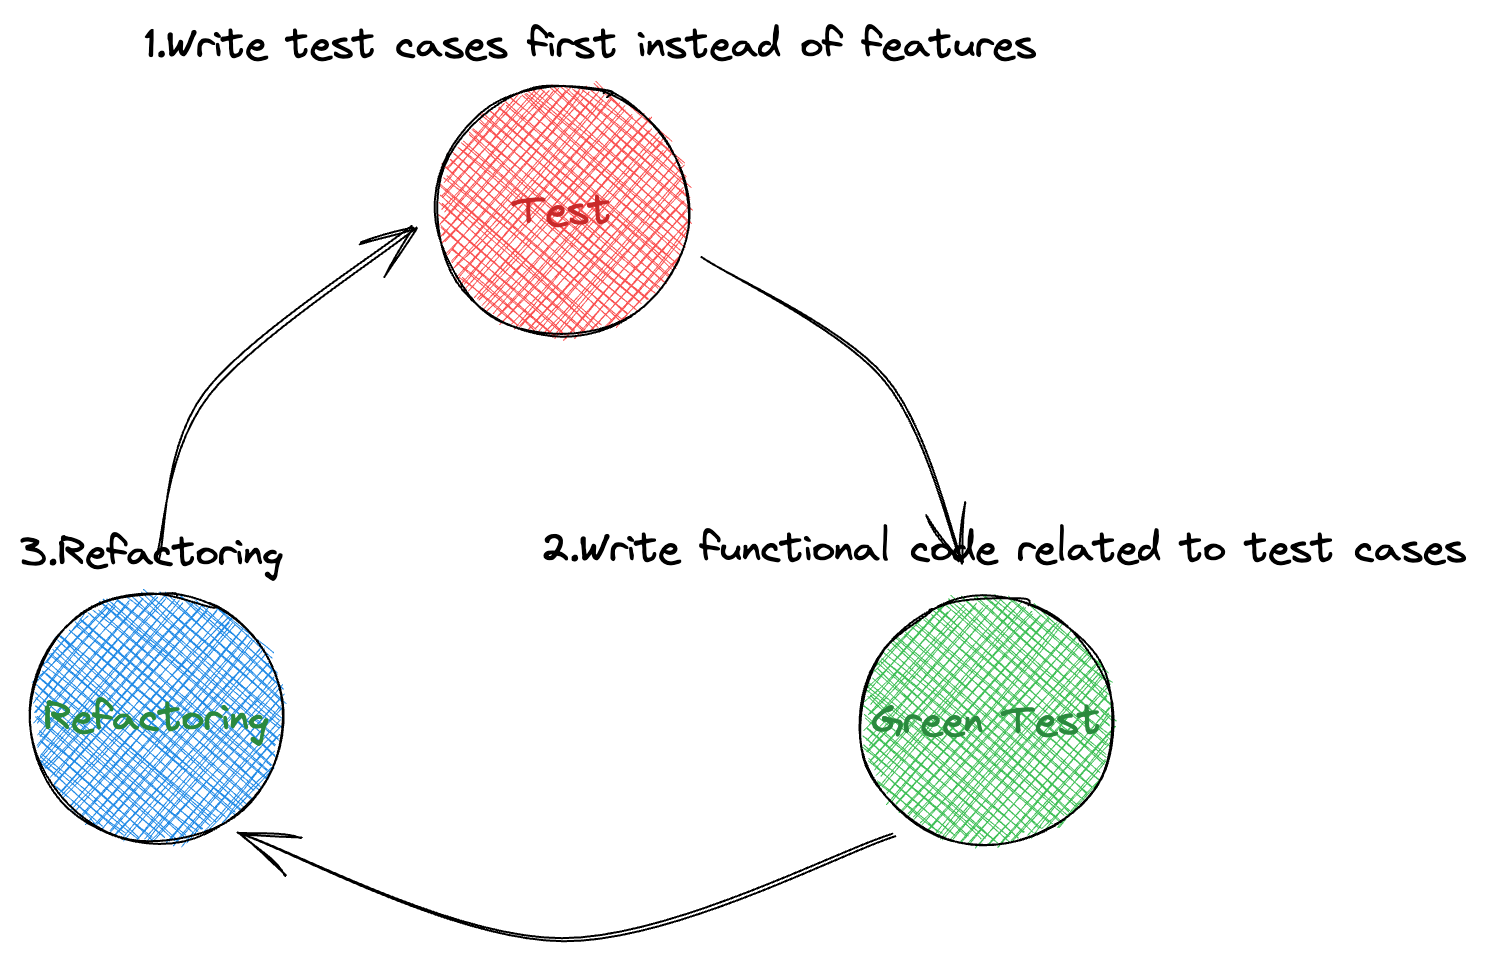 1.Write test cases first instead of features
Test
3.Refactoring
2.Write functional code related to test cases
Refactoring
Green Test